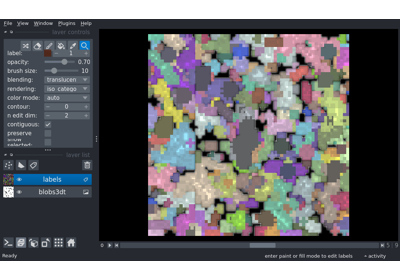 File View Window Plugins Help
layer controls
label: 1
opacity: 0.70
brush size: 10
blending: translucen
rendering: iso_catego
color mode: auto
contour: 0
n edit dim: 2
contiguous:
preserve
show
selected:
layer list
labels
blobs3dt
Ready
enter paint or fill mode to edit labels
activity